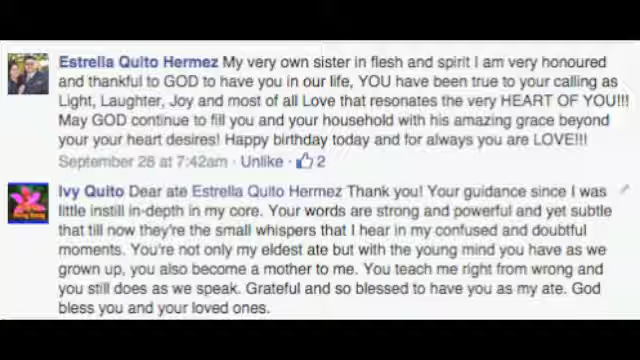 Estrella Quito Hermez My very own sister in flesh and spirit I am very honoured
and thankful to GOD to have you in our life, YOU have been true to your calling as
Light, Laughter, Joy and most of all Love that resonates the very HEART OF YOU!!!
May GOD continue to fill you and your household with his amazing grace beyond
your your heart desires! Happy birthday today and for always you are LOVE!!!
September 28 at 7:42am · Unlike · 2
Ivy Quito Dear ate Estrella Quito Hermez Thank you! Your guidance since I was
little instill in-depth in my core. Your words are strong and powerful and yet subtle
that till now they're the small whispers that I hear in my confused and doubtful
moments. You're not only my eldest ate but with the young mind you have as we
grown up, you also become a mother to me. You teach me right from wrong and
you still does as we speak. Grateful and so blessed to have you as my ate. God
bless you and your loved ones.